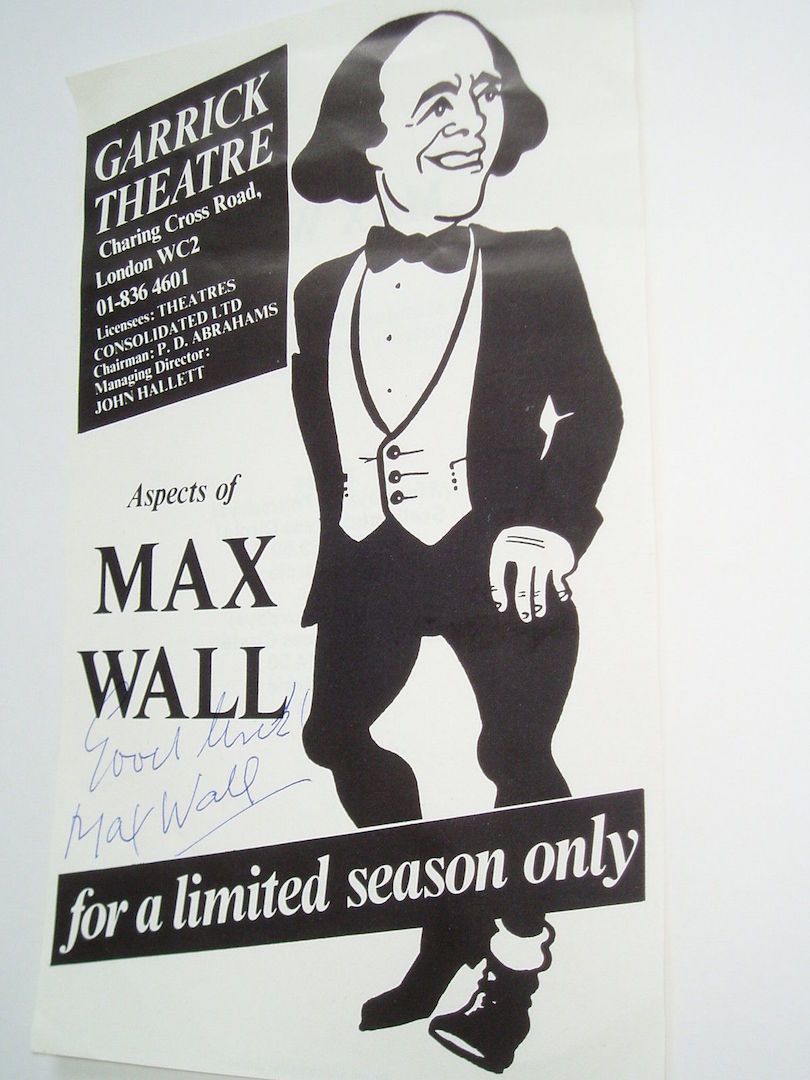 GARRICK
THEATRE
Charing Cross Road,
London WC2
01-836 4601
Licensees: THEATRES
CONSOLIDATED LTD
Chairman: P. D. ABRAHAMS
Managing Director:
JOHN HALLETT
Aspects of
MAX
WALL
Good luck!
Max Wall
for a limited season only